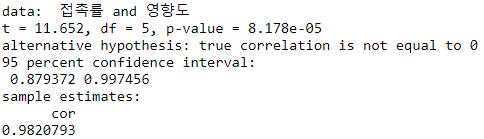 data:  접촉률 and 영향도
t = 11.652, df = 5, p-value = 8.178e-05
alternative hypothesis: true correlation is not equal to 0
95 percent confidence interval:
 0.879372 0.997456
sample estimates:
      cor
0.9820793